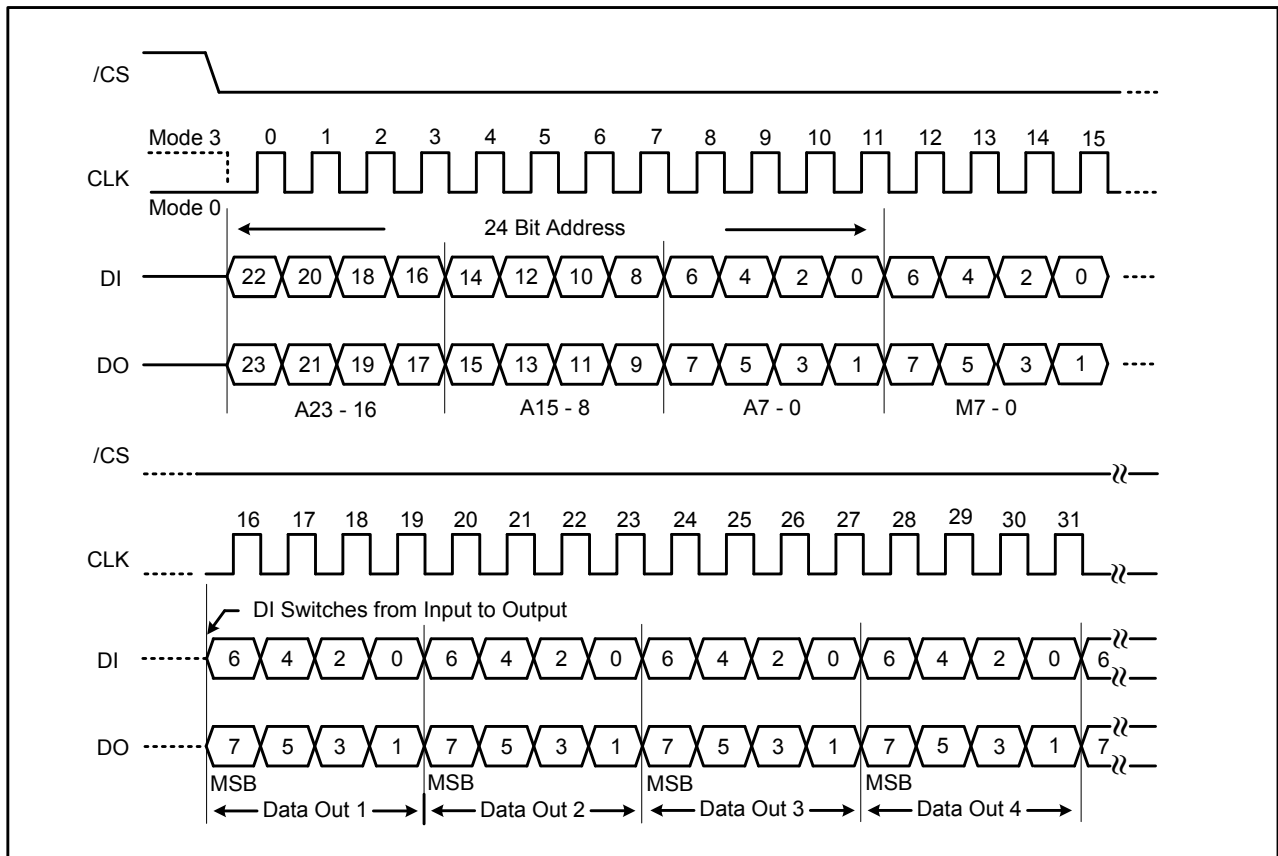 /CS
Mode 3 0 1 2 3 4 5 6 7 8 9 10 11 12 13 14 15
CLK
Mode 0
24 Bit Address
DI 22 20 18 16 14 12 10 8 6 4 2 0 6 4 2 0
DO 23 21 19 17 15 13 11 9 7 5 3 1 7 5 3 1
A23 - 16 A15 - 8 A7 - 0 M7 - 0
/CS
16 17 18 19 20 21 22 23 24 25 26 27 28 29 30 31
CLK
DI Switches from Input to Output
DI 6 4 2 0 6 4 2 0 6 4 2 0 6 4 2 0 6
DO 7 5 3 1 7 5 3 1 7 5 3 1 7 5 3 1 7
MSB MSB MSB MSB
Data Out 1 Data Out 2 Data Out 3 Data Out 4